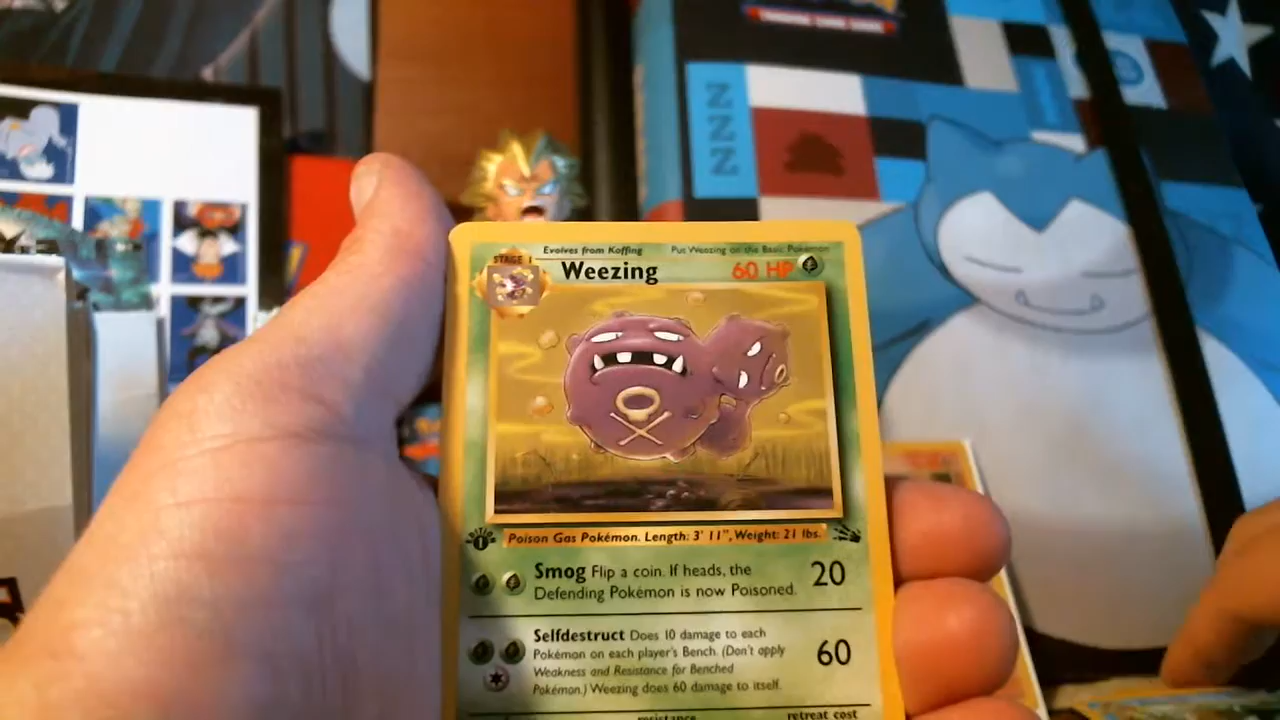 ZZZ
Evolves from Koffing Put Weezing on the Basic Pokémon
STAGE 1
Weezing 60 HP
EDITION 1
Poison Gas Pokémon. Length: 3' 11", Weight: 21 lbs.
Smog Flip a coin. If heads, the
Defending Pokémon is now Poisoned. 20
Selfdestruct Does 10 damage to each
Pokémon on each player's Bench. (Don't apply
Weakness and Resistance for Benched
Pokémon.) Weezing does 60 damage to itself. 60
resistance retreat cost